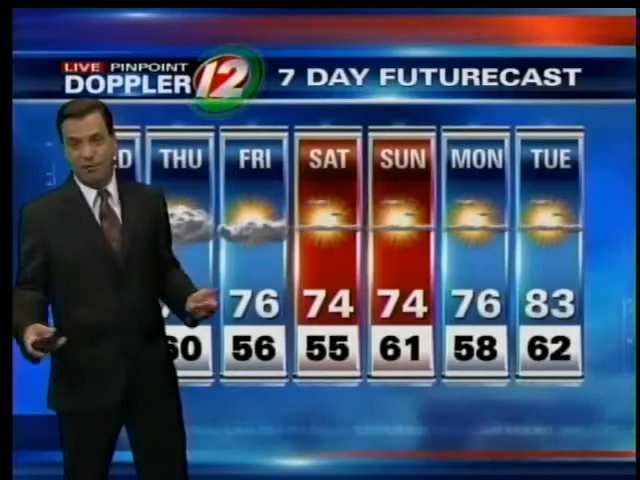 LIVE PINPOINT
DOPPLER 12 7 DAY FUTURECAST
THU FRI SAT SUN MON TUE
76 74 74 76 83
60 56 55 61 58 62